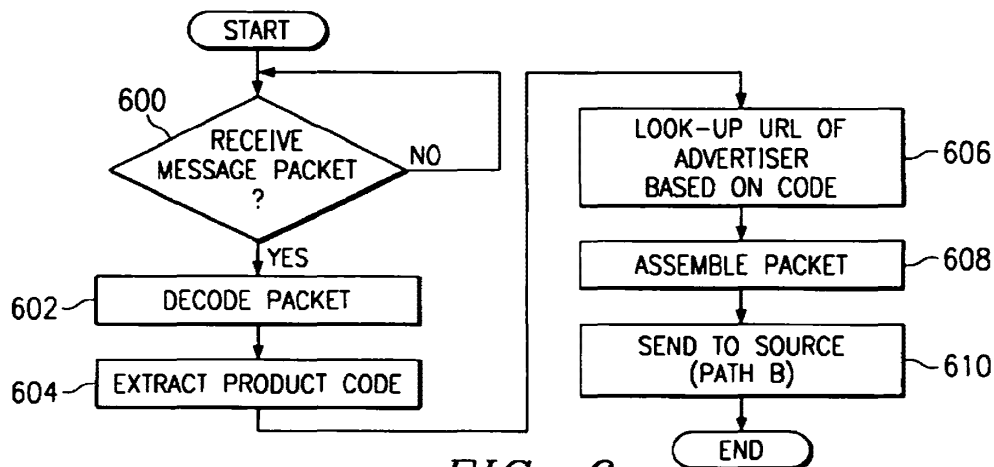 START
600
RECEIVE
MESSAGE PACKET
?
NO
YES
602
DECODE PACKET
604
EXTRACT PRODUCT CODE
LOOK-UP URL OF
ADVERTISER
BASED ON CODE
606
ASSEMBLE PACKET
608
SEND TO SOURCE
(PATH B)
610
END